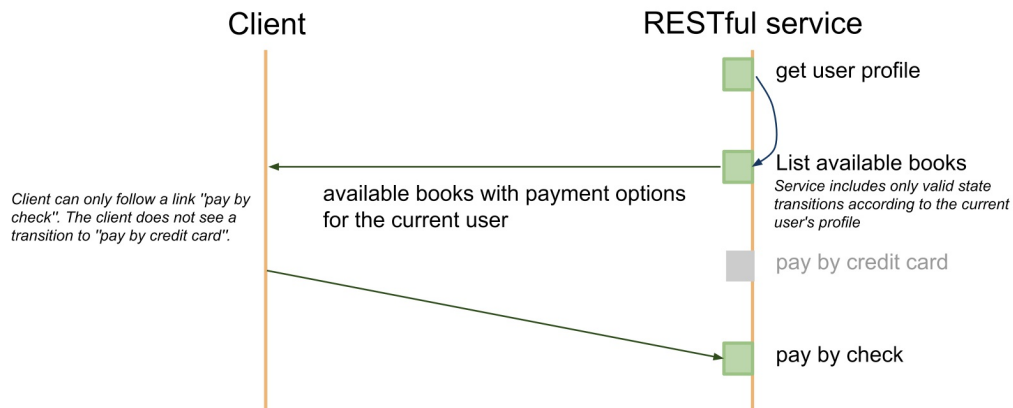 Client
RESTful service
get user profile
List available books
Service includes only valid state
transitions according to the current
user's profile
available books with payment options
for the current user
Client can only follow a link "pay by
check". The client does not see a
transition to "pay by credit card".
pay by credit card
pay by check